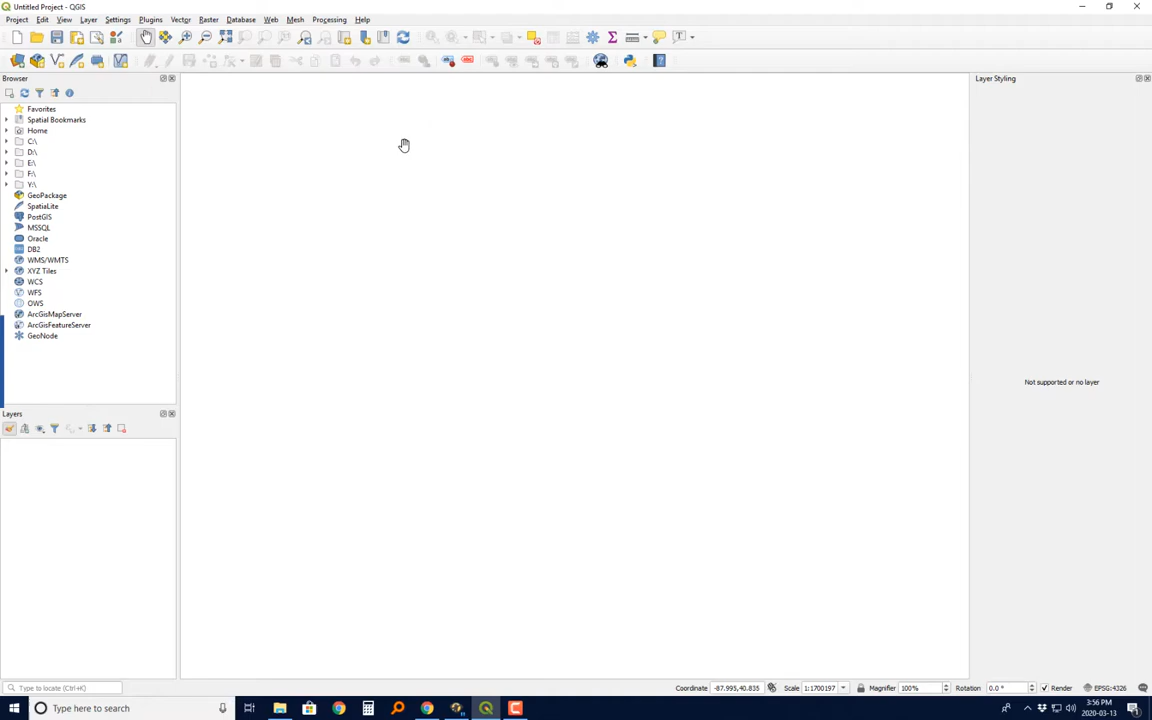 Untitled Project - QGIS
Project Edit View Layer Settings Plugins Vector Raster Database Web Mesh Processing Help
Browser
Layer Styling
Favorites
Spatial Bookmarks
Home
C:\
D:\
E:\
F:\
Y:\
GeoPackage
SpatiaLite
PostGIS
MSSQL
Oracle
DB2
WMS/WMTS
XYZ Tiles
WCS
WFS
OWS
ArcGisMapServer
ArcGisFeatureServer
GeoNode
Not supported or no layer
Layers
Type to locate (Ctrl+K)
Coordinate -87.995,40.835 Scale 1:1700197 Magnifier 100% Rotation 0.0 ° Render EPSG:4326
Type here to search
3:56 PM
2020-03-13